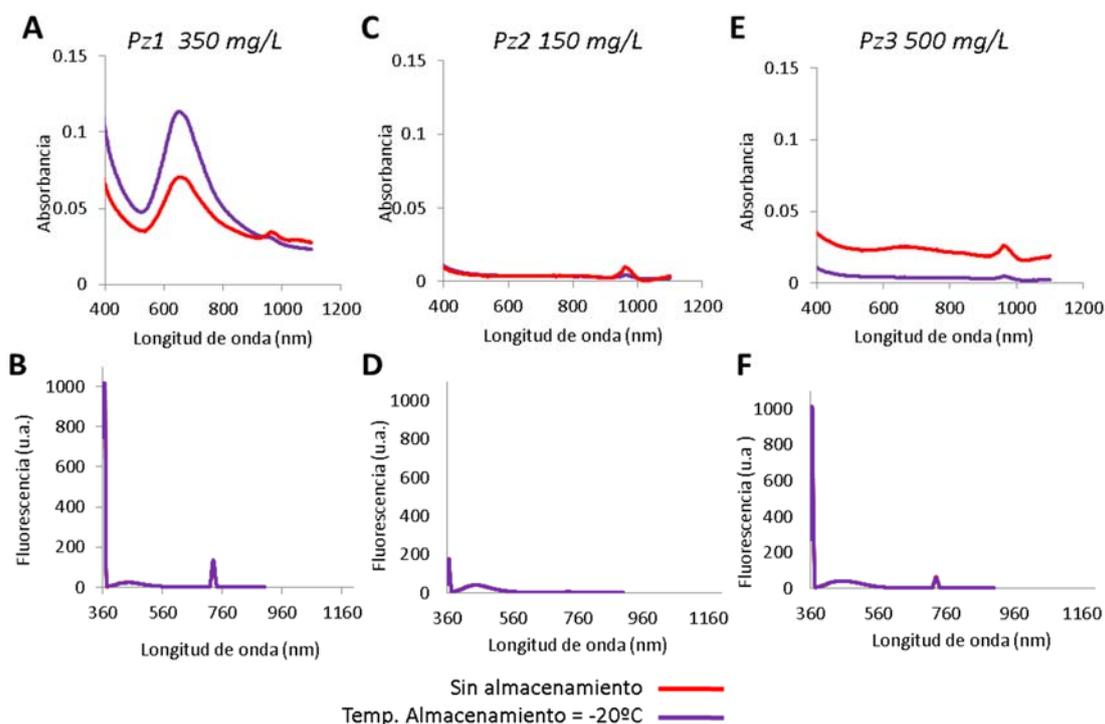 A
Pz1 350 mg/L
0.15
0.1
0.05
0
Absorbancia
400 600 800 1000 1200
Longitud de onda (nm)
C
Pz2 150 mg/L
0.15
0.1
0.05
0
Absorbancia
400 600 800 1000 1200
Longitud de onda (nm)
E
Pz3 500 mg/L
0.15
0.1
0.05
0
Absorbancia
400 600 800 1000 1200
Longitud de onda (nm)
B
1000
800
600
400
200
0
Fluorescencia (u.a.)
360 560 760 960 1160
Longitud de onda (nm)
D
1000
800
600
400
200
0
Fluorescencia (u.a.)
360 560 760 960 1160
Longitud de onda (nm)
F
1000
800
600
400
200
0
Fluorescencia (u.a )
360 560 760 960 1160
Longitud de onda (nm)
Sin almacenamiento
Temp. Almacenamiento = -20ºC